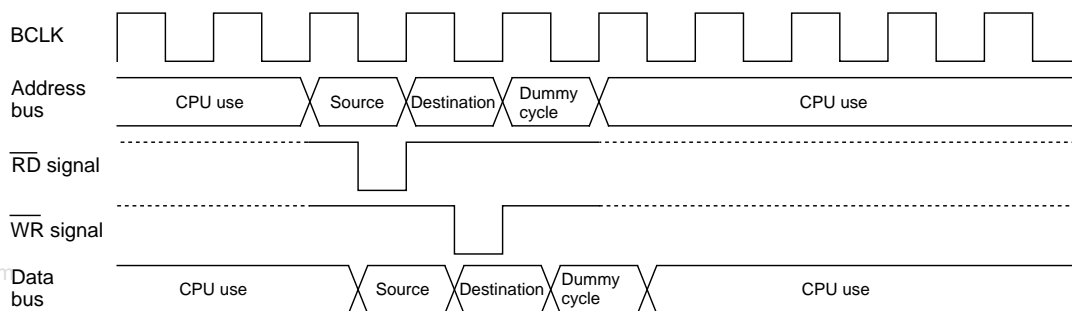 BCLK
Address
bus
CPU use
Source
Destination
Dummy
cycle
CPU use
RD signal
WR signal
m
Data
bus
CPU use
Source
Destination
Dummy
cycle
CPU use